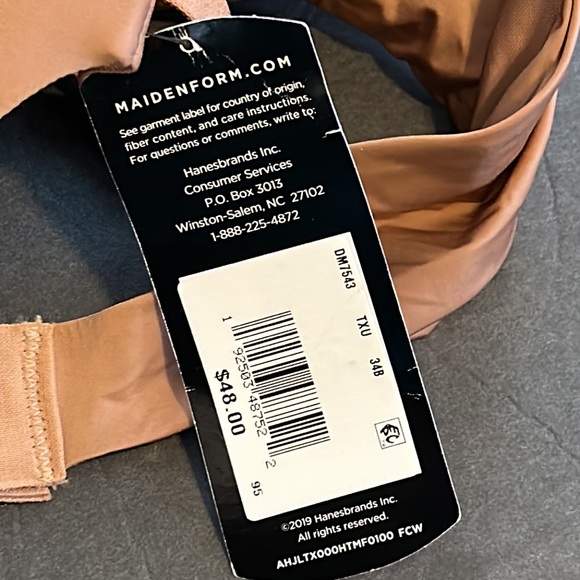 MAIDENFORM.COM
See garment label for country of origin,
fiber content, and care instructions.
For questions or comments, write to:
Hanesbrands Inc.
Consumer Services
P.O. Box 3013
Winston-Salem, NC 27102
1-888-225-4872
DM7543 TXU 34B
1 92503 48752 2 95
$48.00
©2019 Hanesbrands Inc.
All rights reserved.
AHJLTX000HTMF0100 FCW